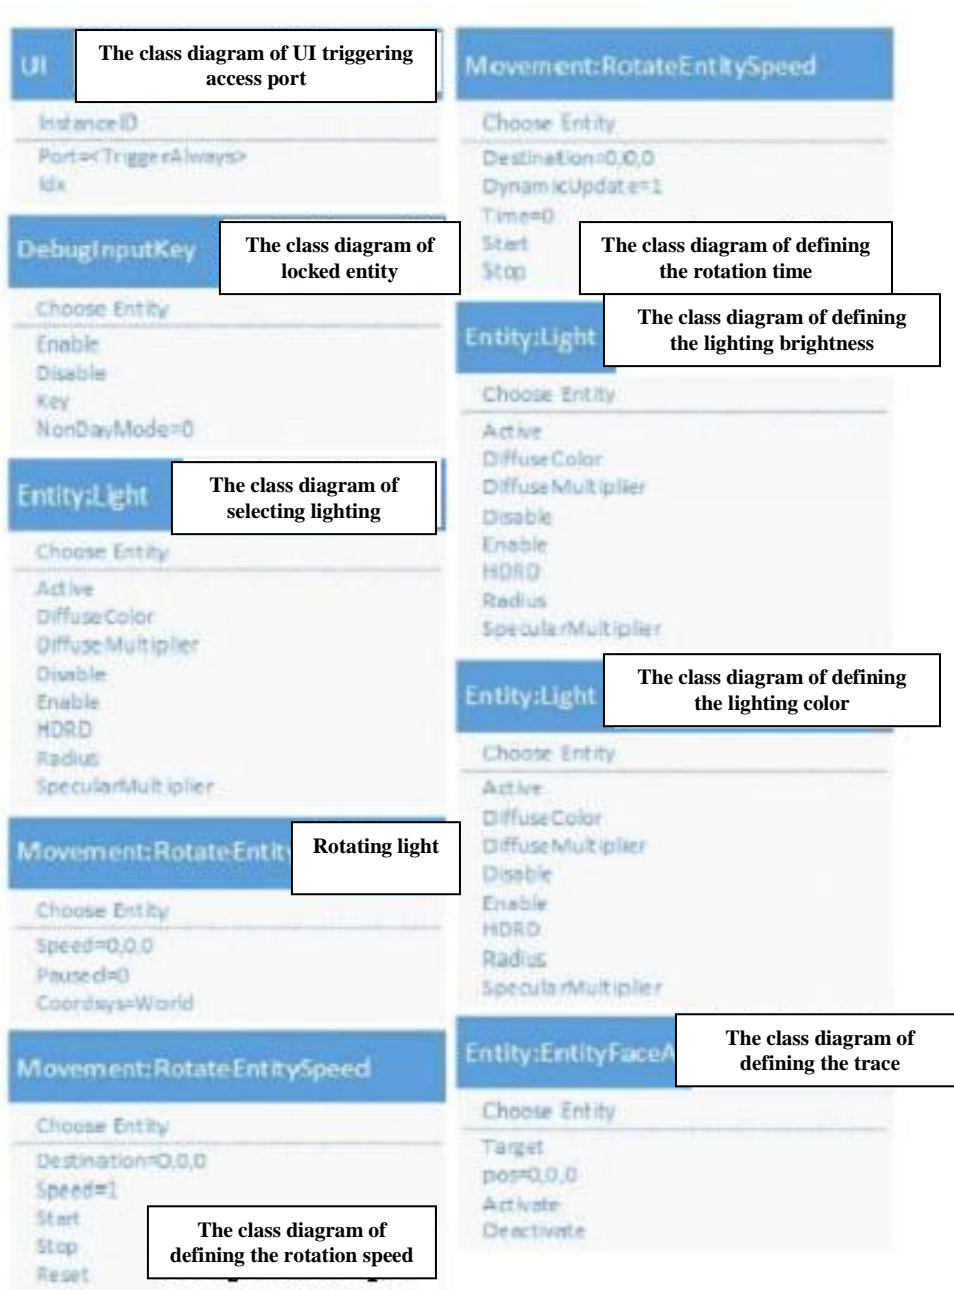 UI
The class diagram of UI triggering
access port
InstanceID
Port=<TriggerAlways>
Idx
DebugInputKey
The class diagram of
locked entity
Choose Entity
Enable
Disable
Key
NonDayMode=0
Entity:Light
The class diagram of
selecting lighting
Choose Entity
Active
DiffuseColor
DiffuseMultiplier
Disable
Enable
HDRD
Radius
SpecularMultiplier
Movement:RotateEntity
Rotating light
Choose Entity
Speed=0,0,0
Paused=0
Coordsys=World
Movement:RotateEntitySpeed
Choose Entity
Destination=0,0,0
Speed=1
Start
Stop
Reset
The class diagram of
defining the rotation speed
Movement:RotateEntitySpeed
Choose Entity
Destination=0,0,0
DynamicUpdate=1
Time=0
Start
Stop
The class diagram of defining
the rotation time
Entity:Light
The class diagram of defining
the lighting brightness
Choose Entity
Active
DiffuseColor
DiffuseMultiplier
Disable
Enable
HDRD
Radius
SpecularMultiplier
Entity:Light
The class diagram of defining
the lighting color
Choose Entity
Active
DiffuseColor
DiffuseMultiplier
Disable
Enable
HDRD
Radius
SpecularMultiplier
Entity:EntityFaceA
The class diagram of
defining the trace
Choose Entity
Target
pos=0,0,0
Activate
Deactivate